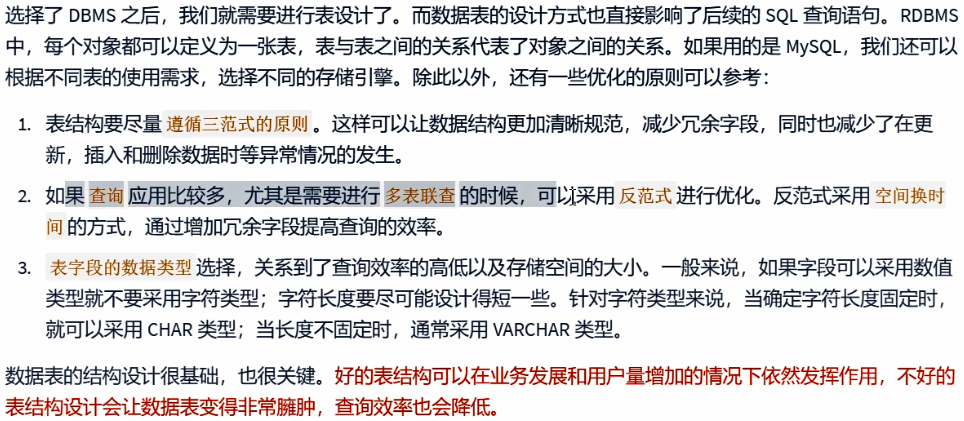 选择了 DBMS 之后，我们就需要进行表设计了。而数据表的设计方式也直接影响了后续的 SQL 查询语句。RDBMS
中，每个对象都可以定义为一张表，表与表之间的关系代表了对象之间的关系。如果用的是 MySQL，我们还可以
根据不同表的使用需求，选择不同的存储引擎。除此以外，还有一些优化的原则可以参考：
1. 表结构要尽量 遵循三范式的原则 。这样可以让数据结构更加清晰规范，减少冗余字段，同时也减少了在更
新，插入和删除数据时等异常情况的发生。
2. 如果 查询 应用比较多，尤其是需要进行 多表联查 的时候，可以采用 反范式 进行优化。反范式采用 空间换时
间 的方式，通过增加冗余字段提高查询的效率。
3. 表字段的数据类型 选择，关系到了查询效率的高低以及存储空间的大小。一般来说，如果字段可以采用数值
类型就不要采用字符类型；字符长度要尽可能设计得短一些。针对字符类型来说，当确定字符长度固定时，
就可以采用 CHAR 类型；当长度不固定时，通常采用 VARCHAR 类型。
数据表的结构设计很基础，也很关键。好的表结构可以在业务发展和用户量增加的情况下依然发挥作用，不好的
表结构设计会让数据表变得非常臃肿，查询效率也会降低。